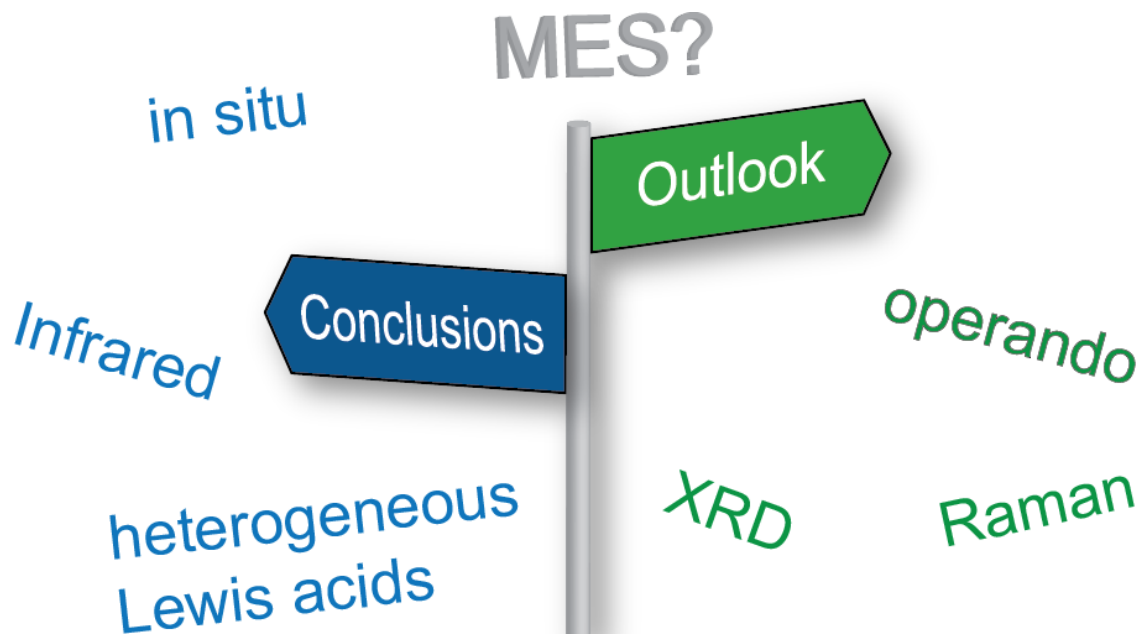 MES?
in situ
Outlook
Conclusions
Infrared
operando
heterogeneous
Lewis acids
XRD
Raman